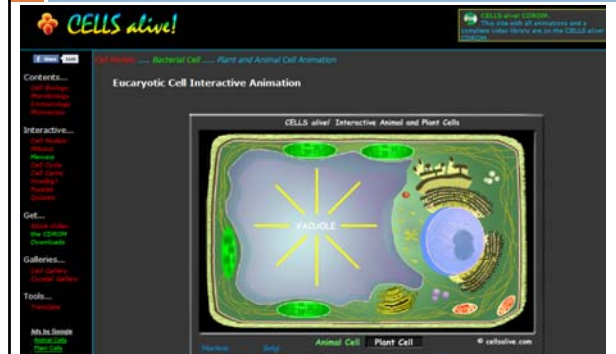 CELLS alive!
CELLS alive! CDROM.
This site with all animations and a
complete video library are on the CELLS alive!
CDROM.
Share
Cell Models ..... Bacterial Cell ..... Plant and Animal Cell Animation
Contents...
Cell Biology
Microbiology
Immunology
Microscopy
Interactive...
Cell Models
Mitosis
Meiosis
Cell Cycle
Cell Cams
HowBig?
Puzzles
Quizzes
Get...
Stock Video
the CDROM
Downloads
Galleries...
Cell Gallery
Crystal Gallery
Tools...
Translate
Ads by Google
Animal Cells
Plant Cells
Eucaryotic Cell Interactive Animation
CELLS alive! Interactive Animal and Plant Cells
VACUOLE
Animal Cell
Plant Cell
© cellsalive.com
Nucleus
Golgi